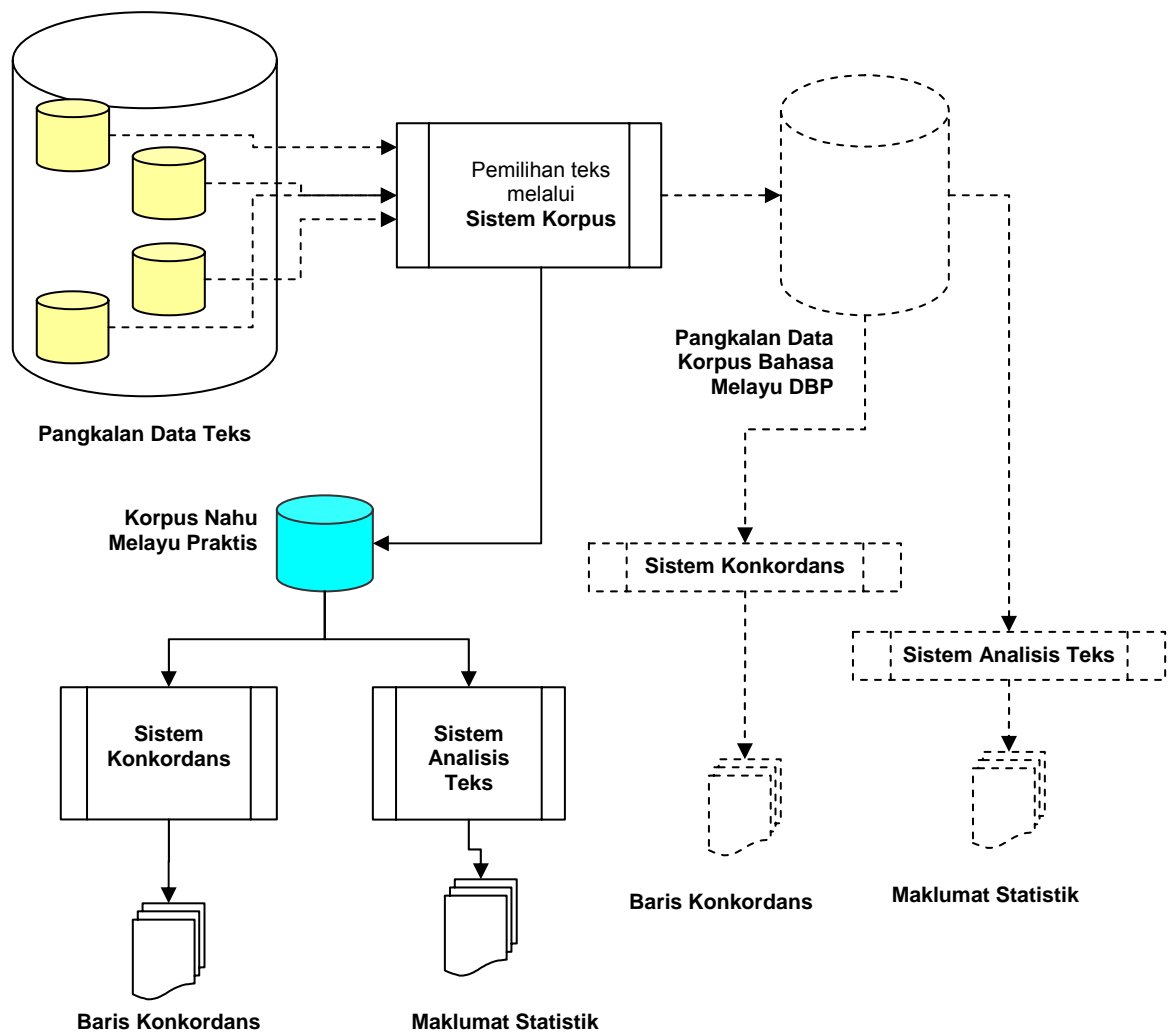 Pemilihan teks
melalui
Sistem Korpus
Pangkalan Data Teks
Pangkalan Data
Korpus Bahasa
Melayu DBP
Korpus Nahu
Melayu Praktis
Sistem Konkordans
Sistem Analisis Teks
Sistem
Konkordans
Sistem
Analisis
Teks
Baris Konkordans
Maklumat Statistik
Baris Konkordans
Maklumat Statistik